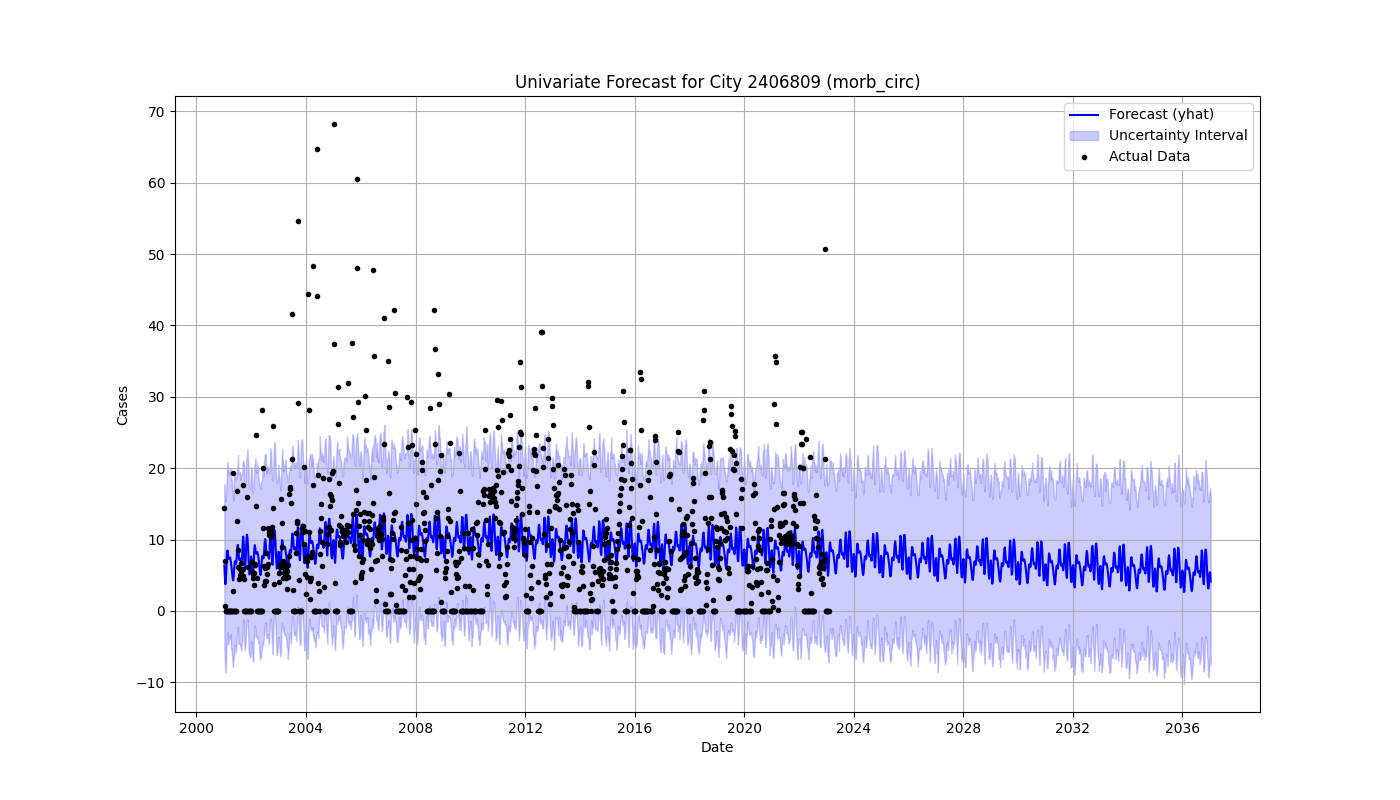 Univariate Forecast for City 2406809 (morb_circ)
Forecast (yhat)
Uncertainty Interval
Actual Data
70
60
50
40
30
20
10
0
−10
Cases
2000 2004 2008 2012 2016 2020 2024 2028 2032 2036
Date